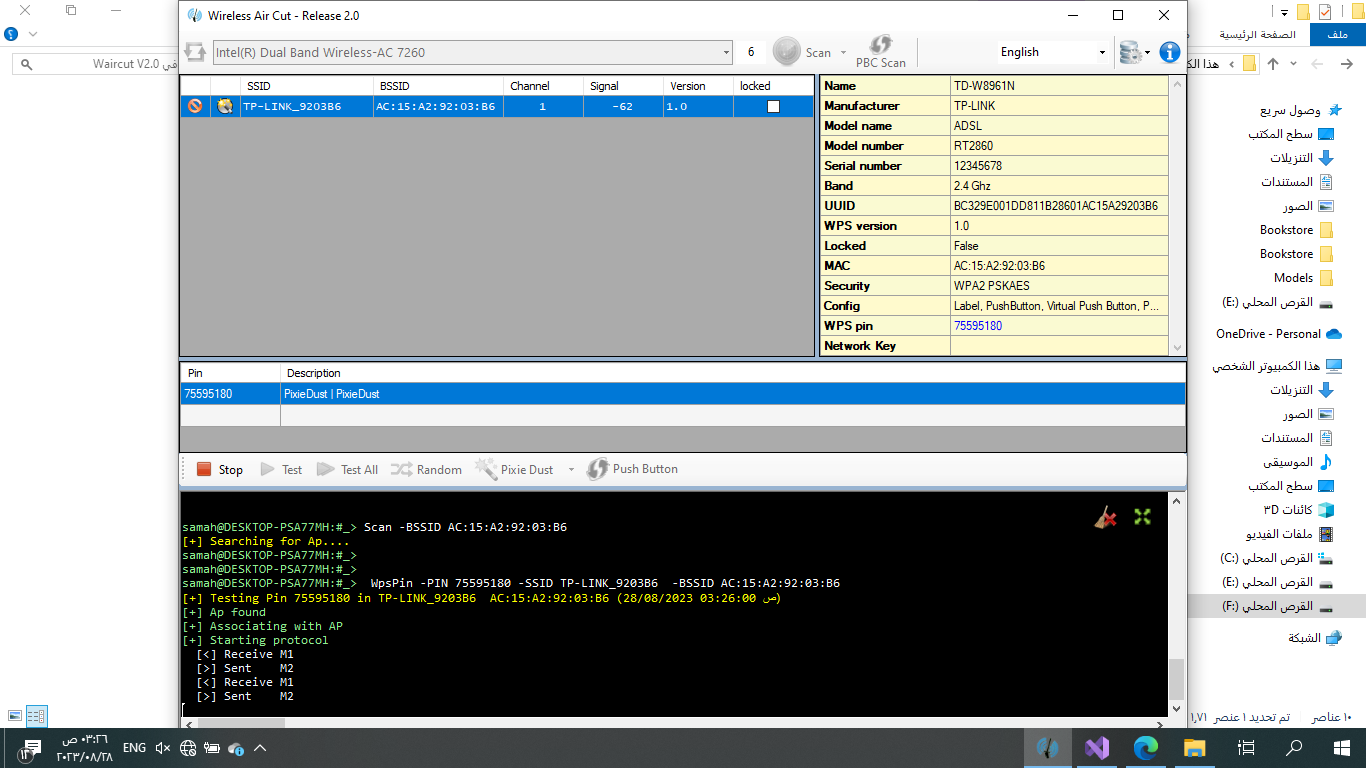 Wireless Air Cut - Release 2.0
Intel(R) Dual Band Wireless-AC 7260
6
Scan
PBC Scan
English
SSID BSSID Channel Signal Version locked
TP-LINK_9203B6 AC:15:A2:92:03:B6 1 -62 1.0
Name TD-W8961N
Manufacturer TP-LINK
Model name ADSL
Model number RT2860
Serial number 12345678
Band 2.4 Ghz
UUID BC329E001DD811B28601AC15A29203B6
WPS version 1.0
Locked False
MAC AC:15:A2:92:03:B6
Security WPA2 PSKAES
Config Label, PushButton, Virtual Push Button, P...
WPS pin 75595180
Network Key
Pin Description
75595180 PixieDust | PixieDust
Stop Test Test All Random Pixie Dust Push Button
samah@DESKTOP-PSA77MH:#_> Scan -BSSID AC:15:A2:92:03:B6
[+] Searching for Ap....
samah@DESKTOP-PSA77MH:#_>
samah@DESKTOP-PSA77MH:#_>
samah@DESKTOP-PSA77MH:#_> WpsPin -PIN 75595180 -SSID TP-LINK_9203B6 -BSSID AC:15:A2:92:03:B6
[+] Testing Pin 75595180 in TP-LINK_9203B6 AC:15:A2:92:03:B6 (28/08/2023 03:26:00 ص)
[+] Ap found
[+] Associating with AP
[+] Starting protocol
[<] Receive M1
[>] Sent M2
[<] Receive M1
[>] Sent M2
في Waircut V2.0
ملف
الصفحة الرئيسية
هذا الك
وصول سريع
سطح المكتب
التنزيلات
المستندات
الصور
Bookstore
Bookstore
Models
القرص المحلي (E:)
OneDrive - Personal
هذا الكمبيوتر الشخصي
التنزيلات
الصور
المستندات
الموسيقى
سطح المكتب
كائنات 3D
ملفات الفيديو
القرص المحلي (C:)
القرص المحلي (E:)
القرص المحلي (F:)
الشبكة
١٠ عناصر
تم تحديد ١ عنصر ١,٧١
ENG
٠٣:٢٦ ص
٢٠٢٣/٠٨/٢٨
١٣